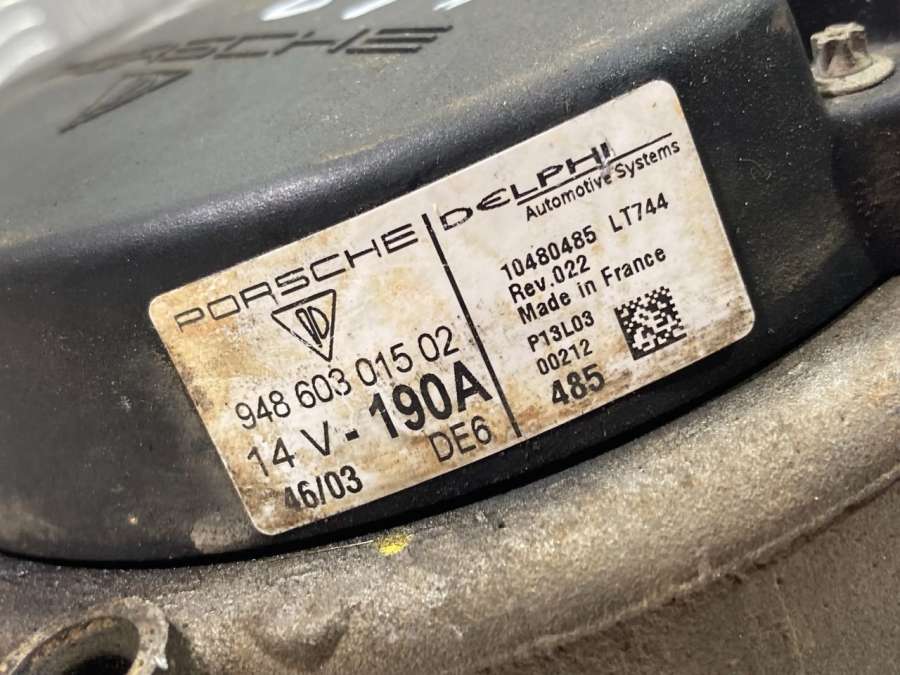 PORSCHE
PORSCHE
948 603 015 02
14 V - 190A
46/03 DE6
DELPHI
Automotive Systems
10480485 LT744
Rev.022
Made in France
P13L03
00212
485